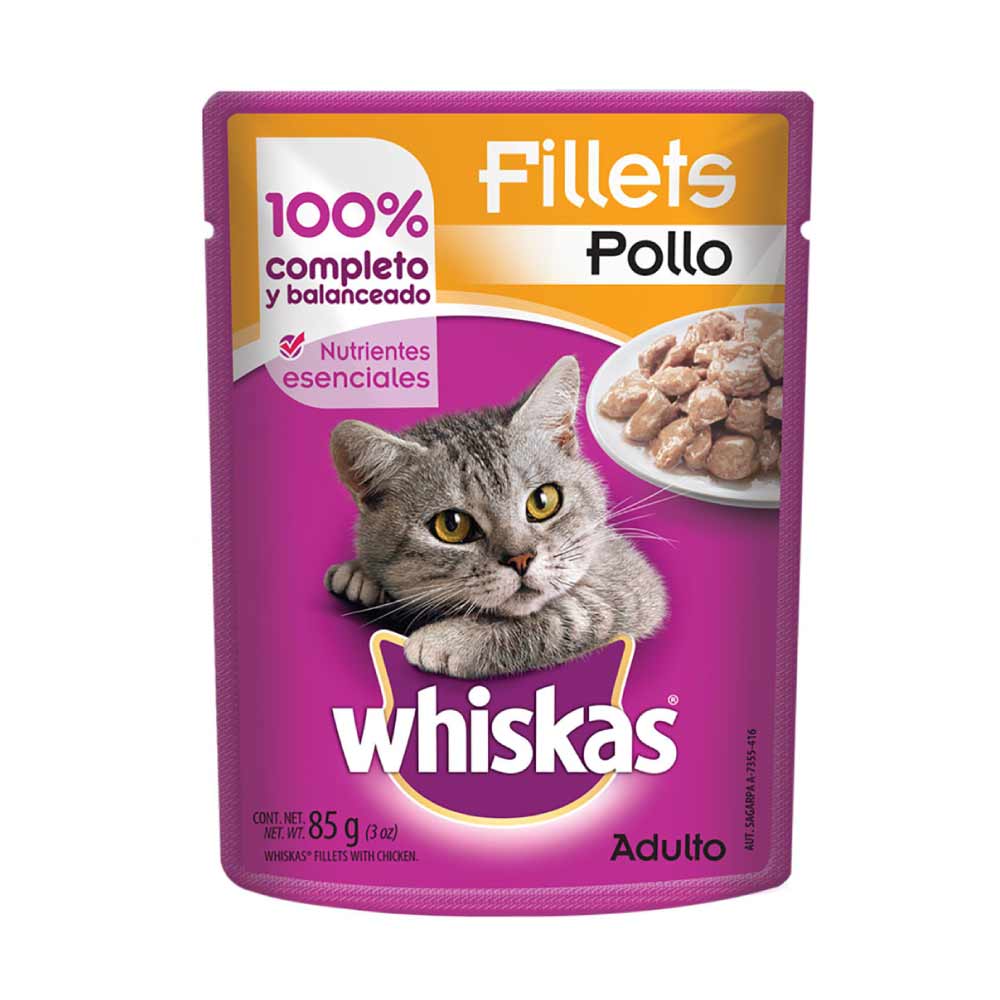 Fillets
Pollo
100%
completo
y balanceado
Nutrientes
esenciales
whiskas®
CONT. NET.
NET. WT. 85 g (3 oz)
WHISKAS® FILLETS WITH CHICKEN.
Adulto
AUT. SAGARPA A-7355-416